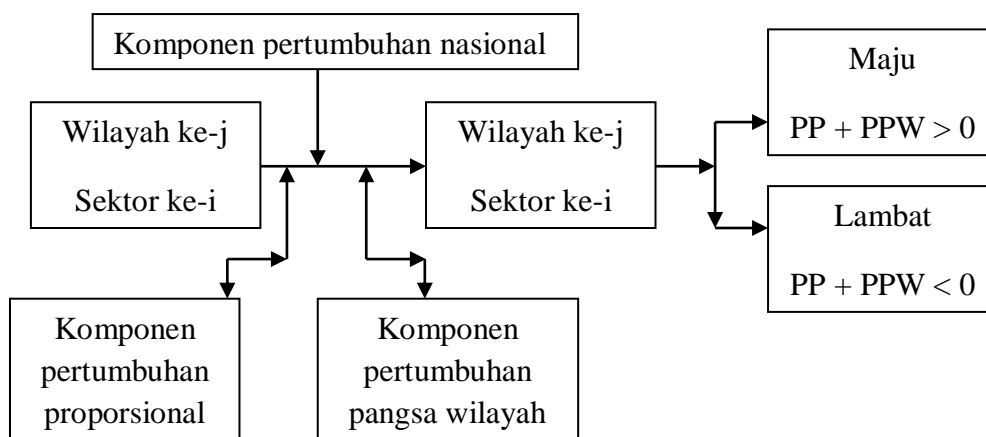 Komponen pertumbuhan nasional
Wilayah ke-j
Sektor ke-i
Wilayah ke-j
Sektor ke-i
Maju
PP + PPW > 0
Lambat
PP + PPW < 0
Komponen
pertumbuhan
proporsional
Komponen
pertumbuhan
pangsa wilayah